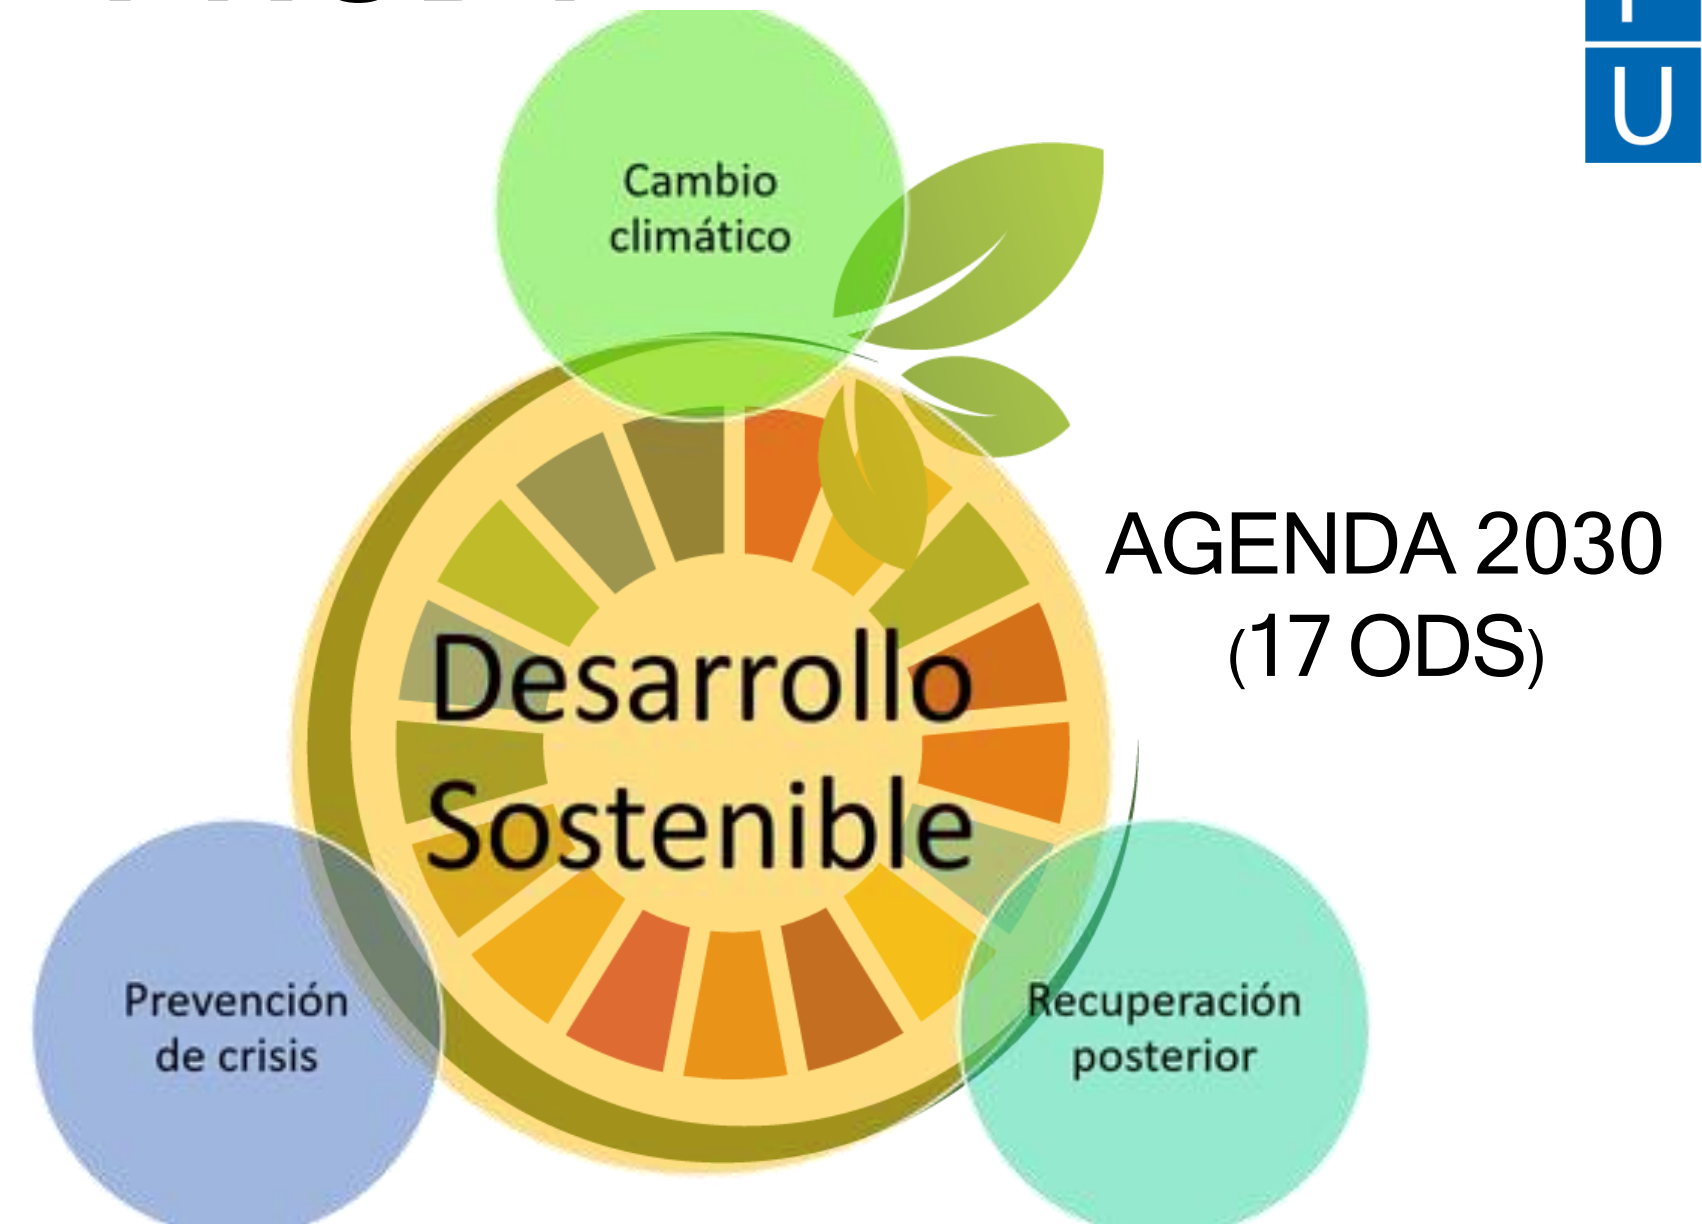 U
Cambio
climático
AGENDA 2030
(17 ODS)
Desarrollo
Sostenible
Prevención
de crisis
Recuperación
posterior